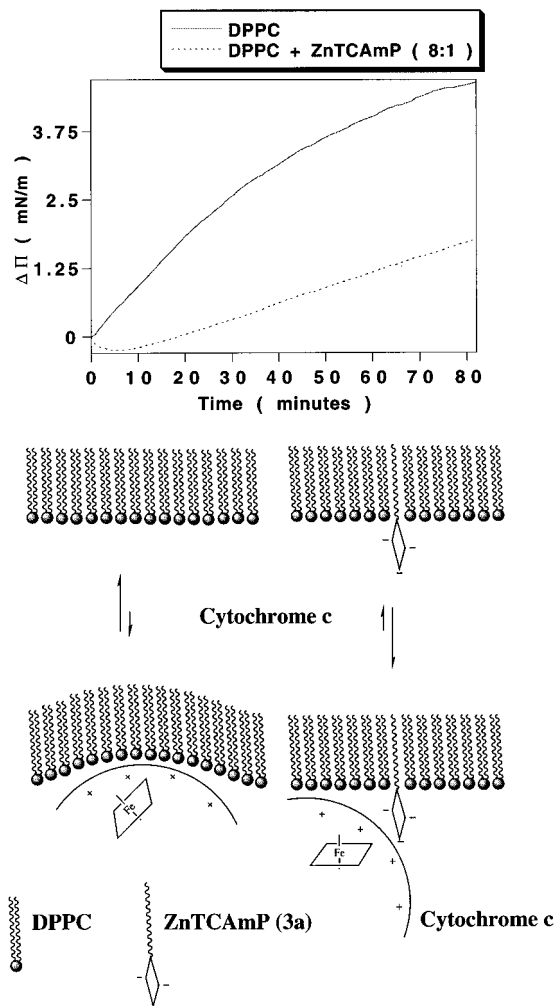 DPPC
DPPC + ZnTCAmP ( 8:1 )
3.75
2.5
1.25
0
Δ Π ( mN/m )
0 10 20 30 40 50 60 70 80
Time ( minutes )
Cytochrome c
Fe
Fe
DPPC
ZnTCAmP (3a)
Cytochrome c